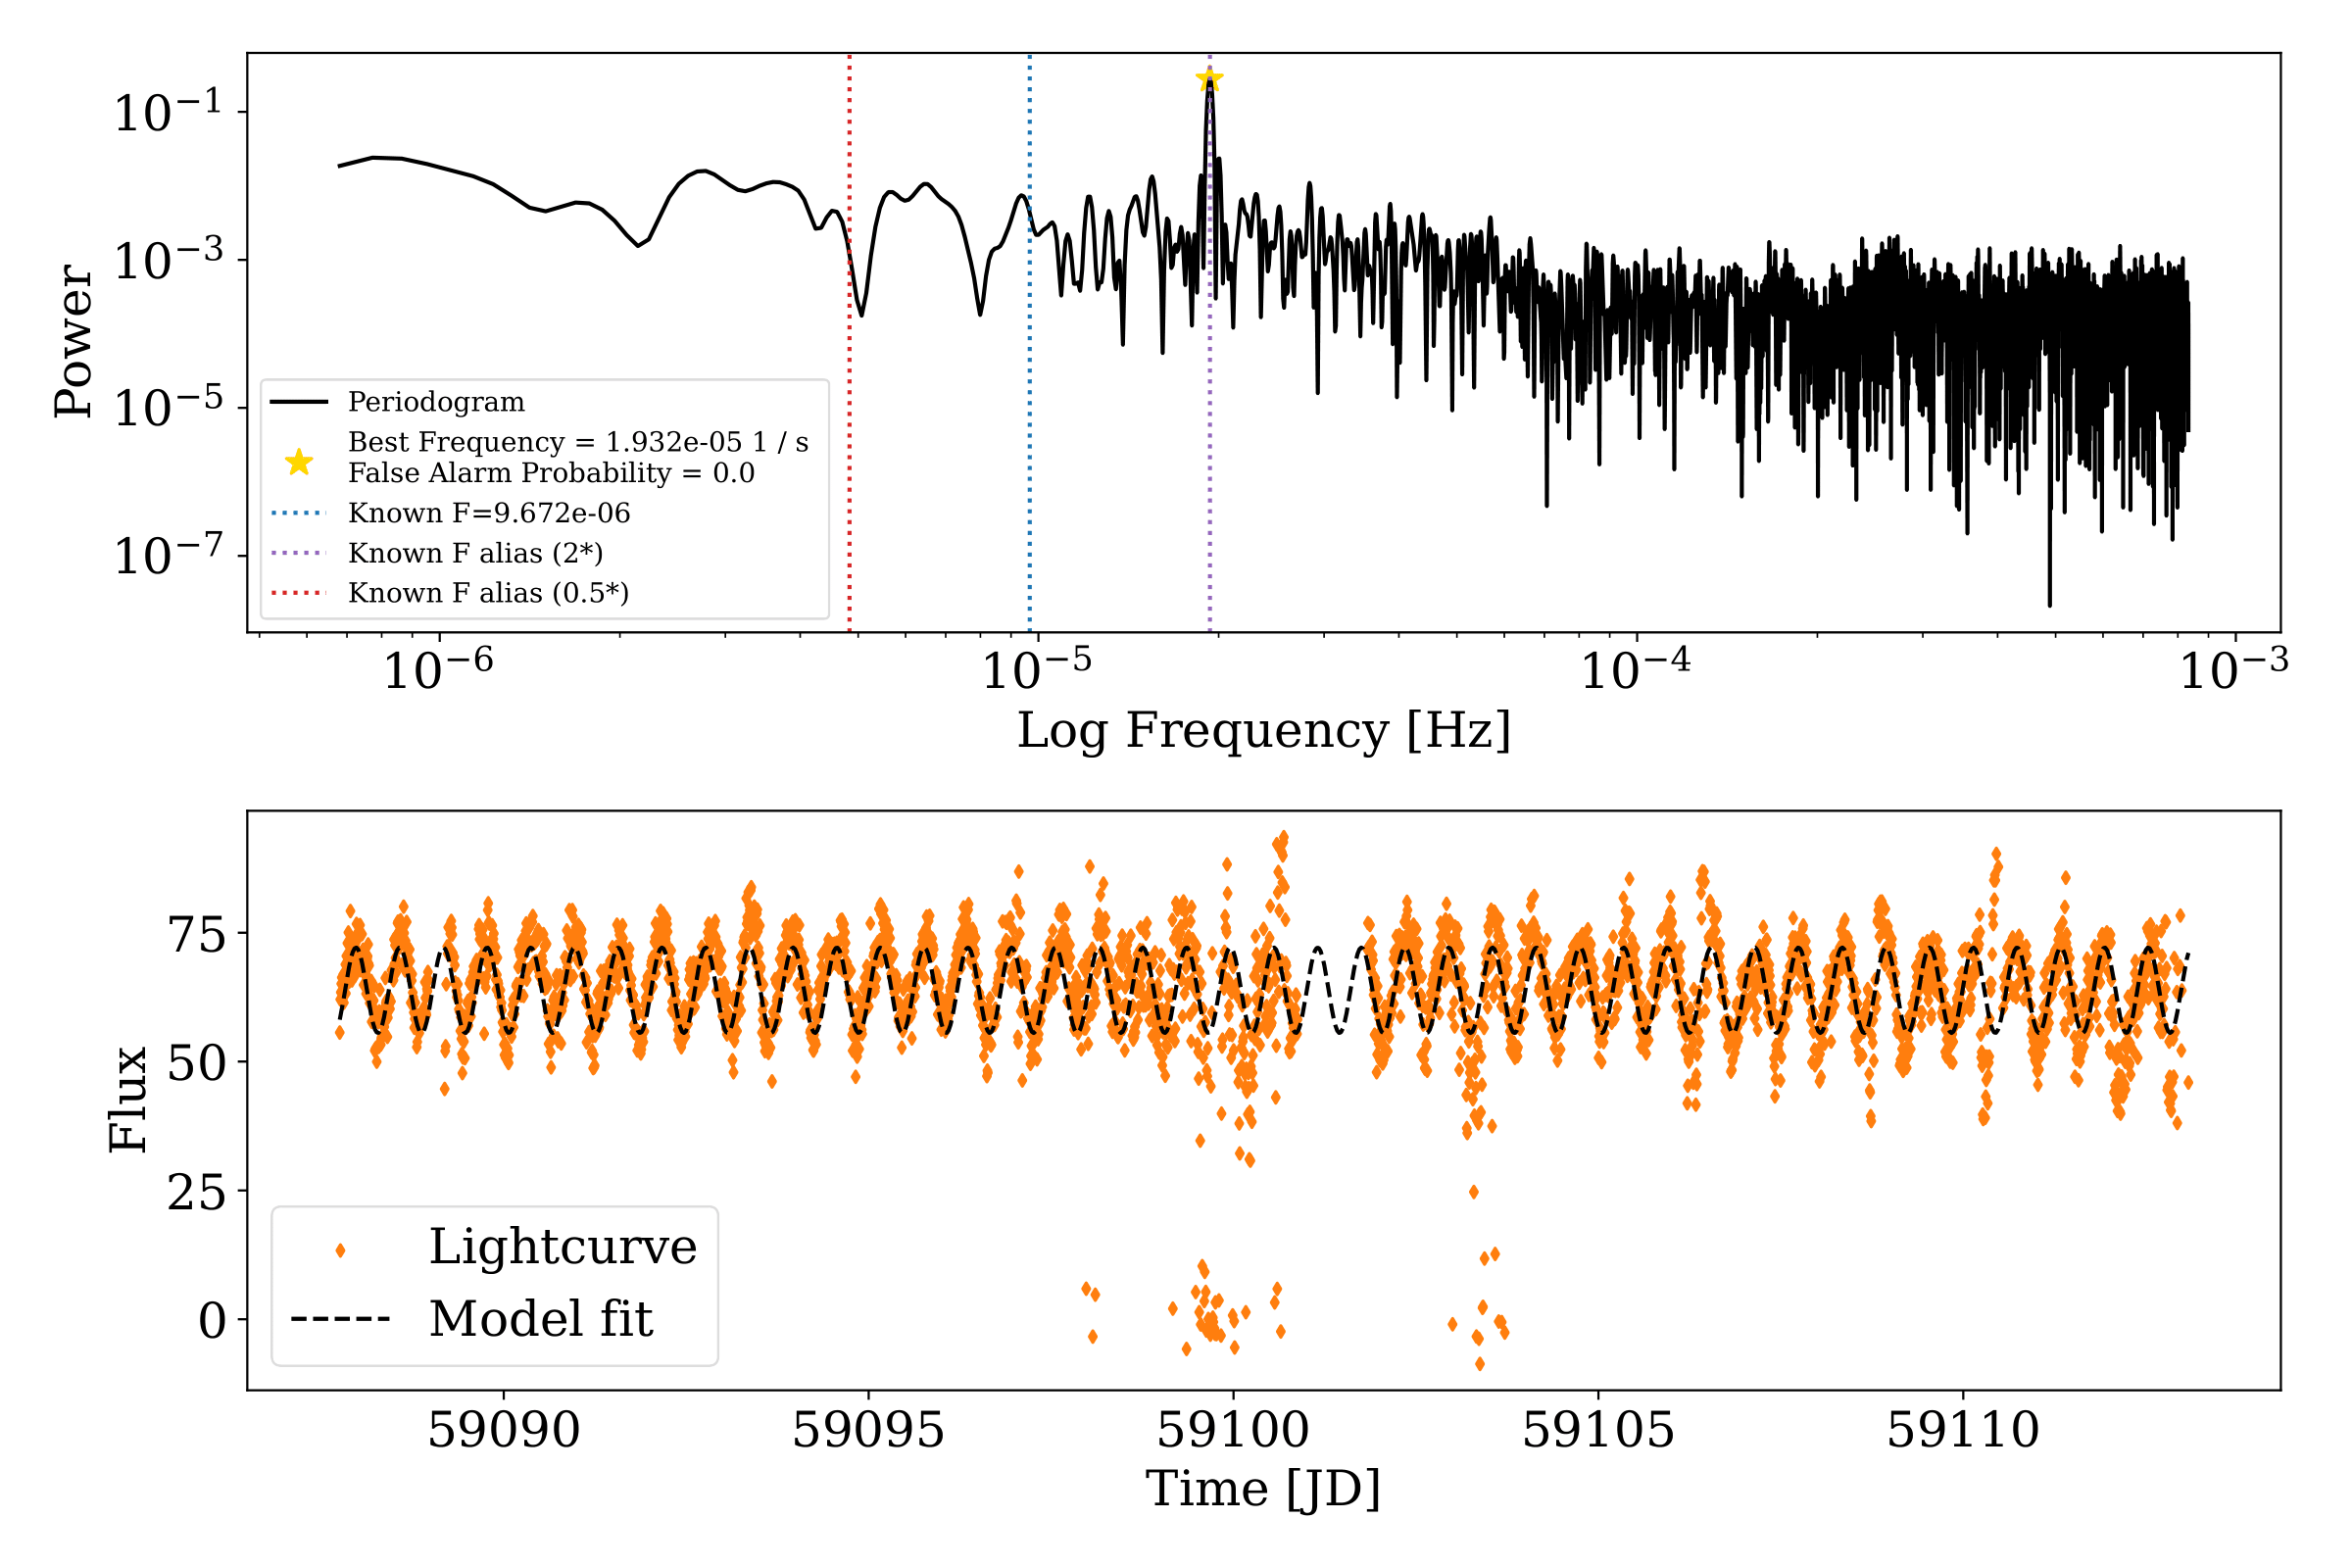 10⁻¹
10⁻³
10⁻⁵
10⁻⁷
Power
Periodogram
Best Frequency = 1.932e-05 1 / s
False Alarm Probability = 0.0
Known F=9.672e-06
Known F alias (2*)
Known F alias (0.5*)
10⁻⁶ 10⁻⁵ 10⁻⁴ 10⁻³
Log Frequency [Hz]
75
50
25
0
Flux
Lightcurve
Model fit
59090 59095 59100 59105 59110
Time [JD]